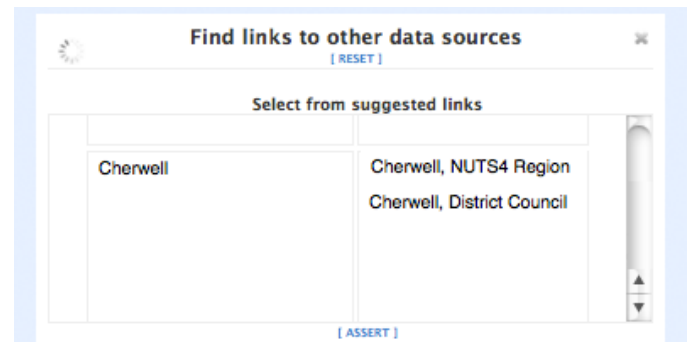 Find links to other data sources
[ RESET ]
Select from suggested links
Cherwell
Cherwell, NUTS4 Region
Cherwell, District Council
[ ASSERT ]